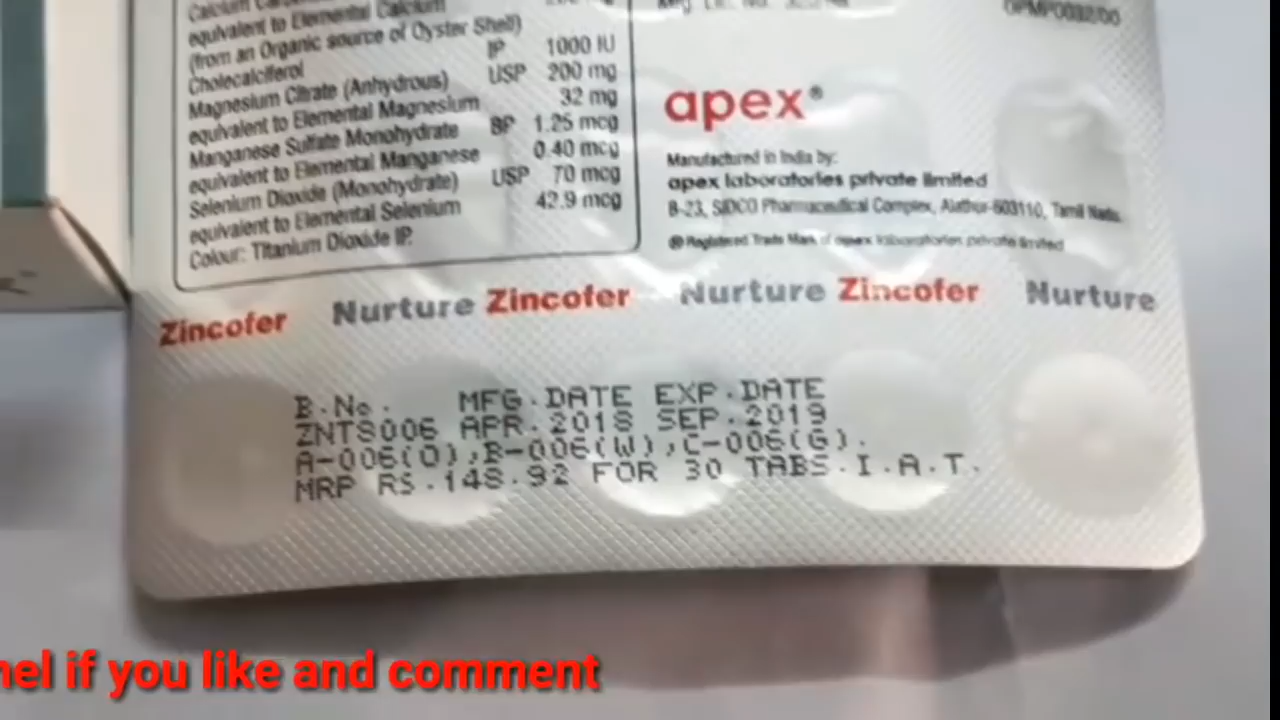 Calcium
equivalent to Elemental Calcium
(from an Organic source of Oyster Shell)
Cholecalciferol IP 1000 IU
Magnesium Citrate (Anhydrous) USP 200 mg
equivalent to Elemental Magnesium 32 mg
Manganese Sulfate Monohydrate BP 1.25 mcg
equivalent to Elemental Manganese 0.40 mcg
Selenium Dioxide (Monohydrate) USP 70 mcg
equivalent to Elemental Selenium 42.9 mcg
Colour: Titanium Dioxide IP.
apex®
Manufactured in India by:
apex laboratories private limited
B-23, SIDCO Pharmaceutical Complex, Alathur-603110, Tamil Nadu.
® Registered Trade Mark of apex laboratories private limited
Zincofer Nurture Zincofer Nurture Zincofer Nurture
B.No. MFG.DATE EXP.DATE
ZNTS006 APR.2018 SEP.2019
A-006(O),B-006(W),C-006(G).
MRP RS.148.92 FOR 30 TABS.I.A.T.
nel if you like and comment